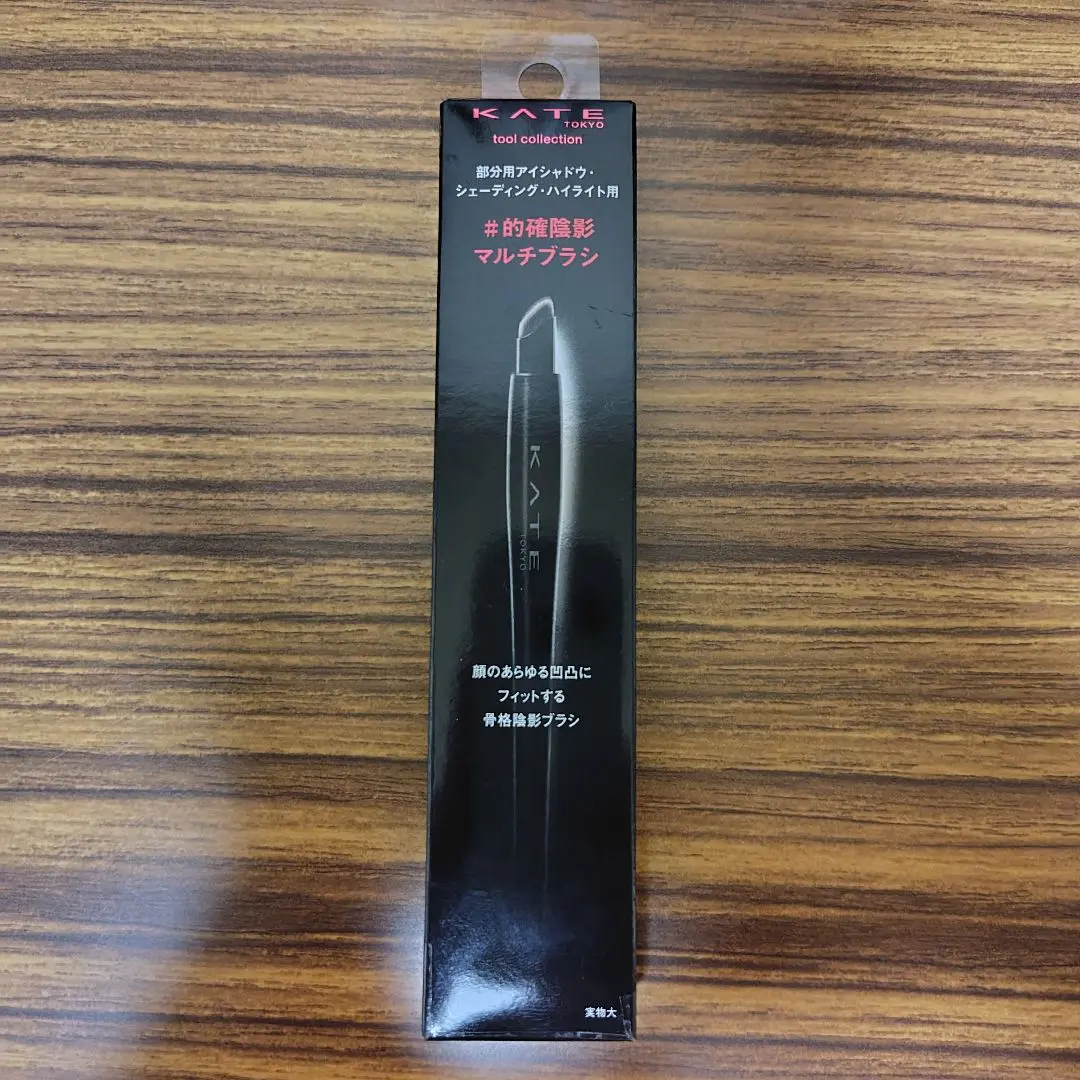 KATE
TOKYO
tool collection
部分用アイシャドウ・
シェーディング・ハイライト用
#的確陰影
マルチブラシ
KATE
TOKYO
顔のあらゆる凹凸に
フィットする
骨格陰影ブラシ
実物大